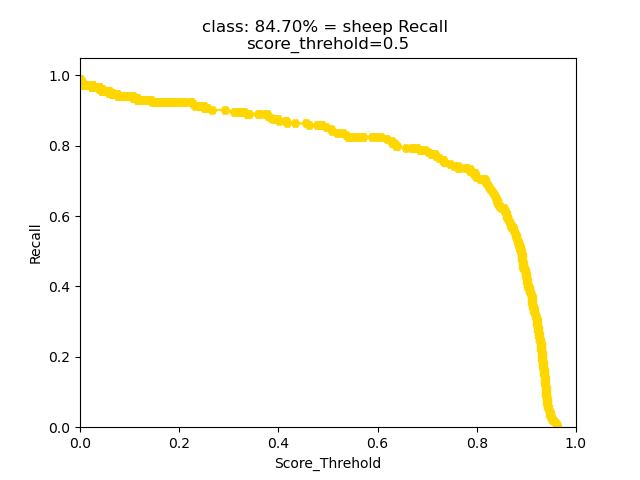 class: 84.70% = sheep Recall
score_threhold=0.5
Recall
1.0
0.8
0.6
0.4
0.2
0.0
0.0 0.2 0.4 0.6 0.8 1.0
Score_Threhold